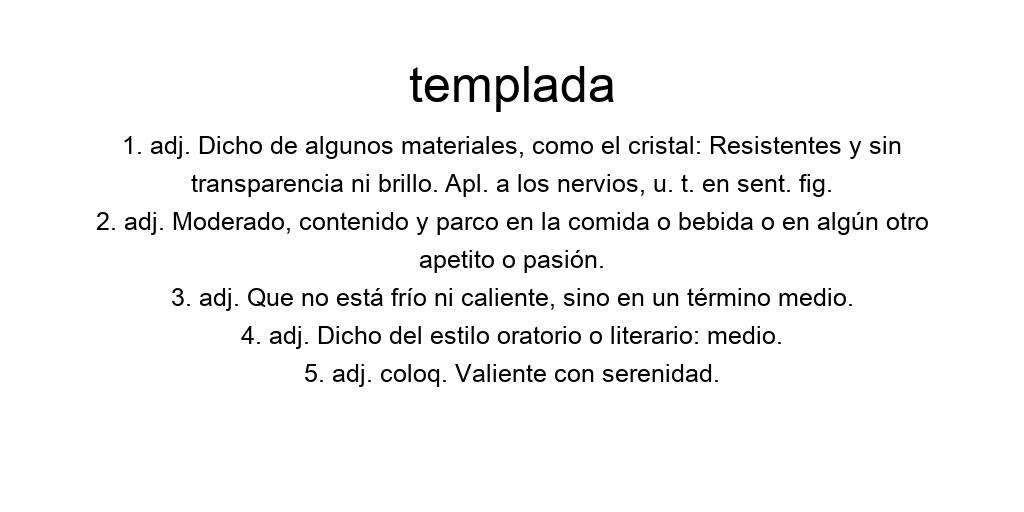 templada
1. adj. Dicho de algunos materiales, como el cristal: Resistentes y sin
transparencia ni brillo. Apl. a los nervios, u. t. en sent. fig.
2. adj. Moderado, contenido y parco en la comida o bebida o en algún otro
apetito o pasión.
3. adj. Que no está frío ni caliente, sino en un término medio.
4. adj. Dicho del estilo oratorio o literario: medio.
5. adj. coloq. Valiente con serenidad.